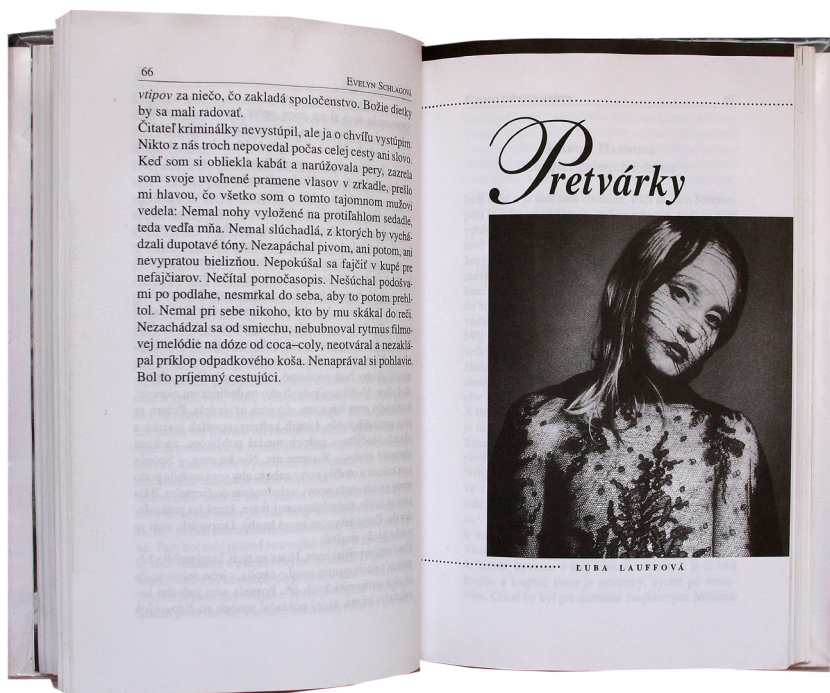 66
EVELYN SCHLAGOVÁ
vtipov za niečo, čo zakladá spoločenstvo. Božie dietky
by sa mali radovať.
Čitateľ kriminálky nevystúpil, ale ja o chvíľu vystúpim.
Nikto z nás troch nepovedal počas celej cesty ani slovo.
Keď som si obliekla kabát a narúžovala pery, zazrela
som svoje uvoľnené pramene vlasov v zrkadle, prešlo
mi hlavou, čo všetko som o tomto tajomnom mužovi
vedela: Nemal nohy vyložené na protiľahlom sedadle,
teda vedľa mňa. Nemal slúchadlá, z ktorých by vychá-
dzali dupotavé tóny. Nezapáchal pivom, ani potom, ani
nevypratou bielizňou. Nepokúšal sa fajčiť v kupé pre
nefajčiarov. Nečítal pornočasopis. Nešúchal podošva-
mi po podlahe, nesmrkal do seba, aby to potom prehl-
tol. Nemal pri sebe nikoho, kto by mu skákal do reči.
Nezachádzal sa od smiechu, nebubnoval rytmus filmo-
vej melódie na dóze od coca–coly, neotváral a nezaklá-
pal príklop odpadkového koša. Nenaprával si pohlavie.
Bol to príjemný cestujúci.
Pretvárky
ĽUBA LAUFFOVÁ